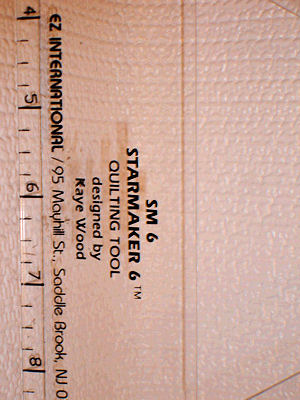 SM 6
STARMAKER 6 ™
QUILTING TOOL
designed by
Kaye Wood
EZ INTERNATIONAL / 95 Mayhill St., Saddle Brook, NJ 0
4 5 6 7 8